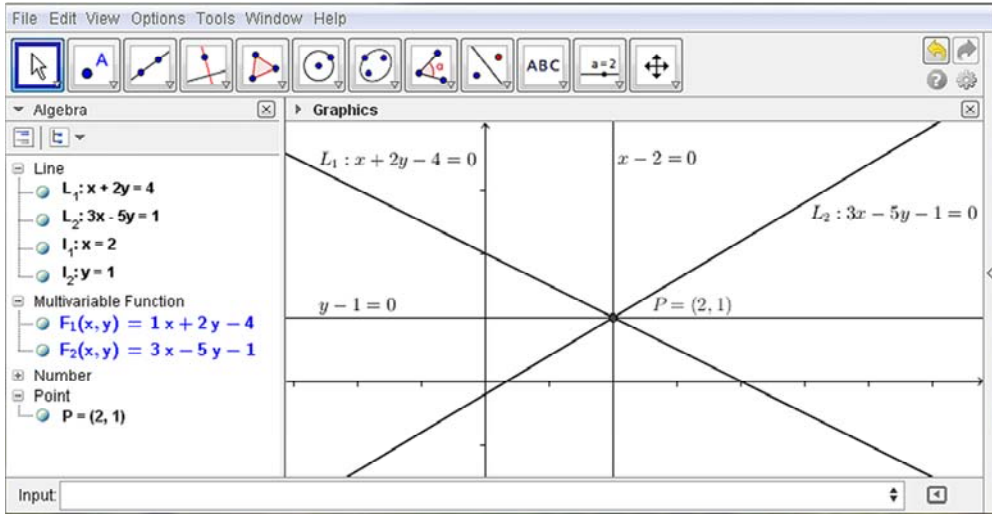 File Edit View Options Tools Window Help
A
α
ABC
a=2
?
Algebra
Graphics
Line
L₁: x + 2y = 4
L₂: 3x - 5y = 1
l₁: x = 2
l₂: y = 1
Multivariable Function
F₁(x, y) = 1 x + 2 y − 4
F₂(x, y) = 3 x − 5 y − 1
Number
Point
P = (2, 1)
L₁ : x + 2y − 4 = 0
x − 2 = 0
L₂ : 3x − 5y − 1 = 0
y − 1 = 0
P = (2, 1)
Input: